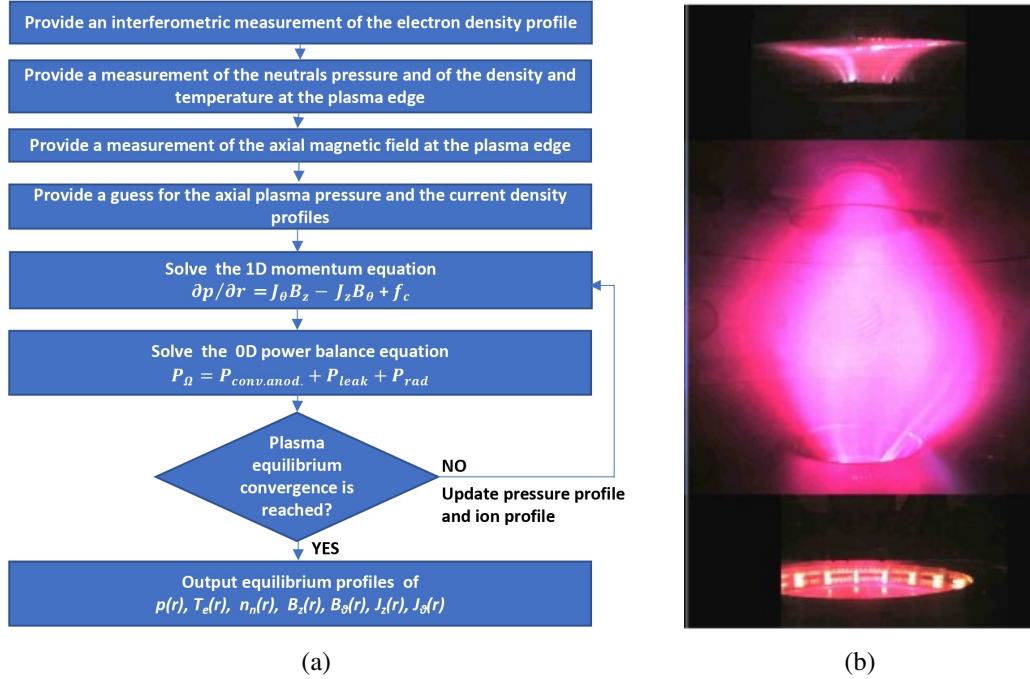 Provide an interferometric measurement of the electron density profile
Provide a measurement of the neutrals pressure and of the density and
temperature at the plasma edge
Provide a measurement of the axial magnetic field at the plasma edge
Provide a guess for the axial plasma pressure and the current density
profiles
Solve the 1D momentum equation
∂p/∂r = J_θ B_z − J_z B_θ + f_c
Solve the 0D power balance equation
P_Ω = P_conv.anod. + P_leak + P_rad
Plasma
equilibrium
convergence is
reached?
NO
Update pressure profile
and ion profile
YES
Output equilibrium profiles of
p(r), T_e(r), n_n(r), B_z(r), B_ϑ(r), J_z(r), J_ϑ(r)
(a)
(b)